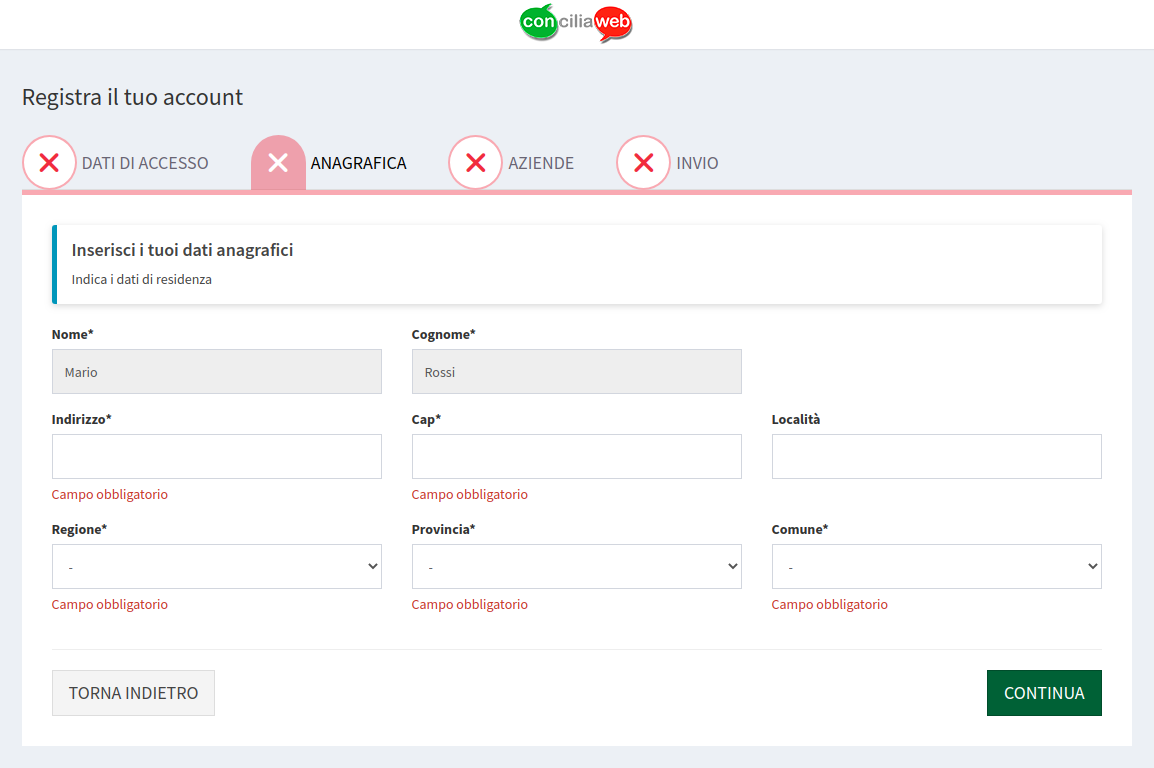 conciliaweb
Registra il tuo account
DATI DI ACCESSO ANAGRAFICA AZIENDE INVIO
Inserisci i tuoi dati anagrafici
Indica i dati di residenza
Nome* Cognome*
Mario Rossi
Indirizzo* Cap* Località
Campo obbligatorio Campo obbligatorio
Regione* Provincia* Comune*
- - -
Campo obbligatorio Campo obbligatorio Campo obbligatorio
TORNA INDIETRO CONTINUA